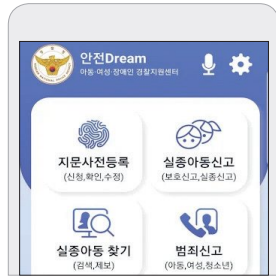 안전Dream
아동·여성·장애인 경찰지원센터
지문사전등록
(신청,확인,수정)
실종아동신고
(보호신고,실종신고)
실종아동 찾기
(검색,제보)
범죄신고
(아동,여성,청소년)